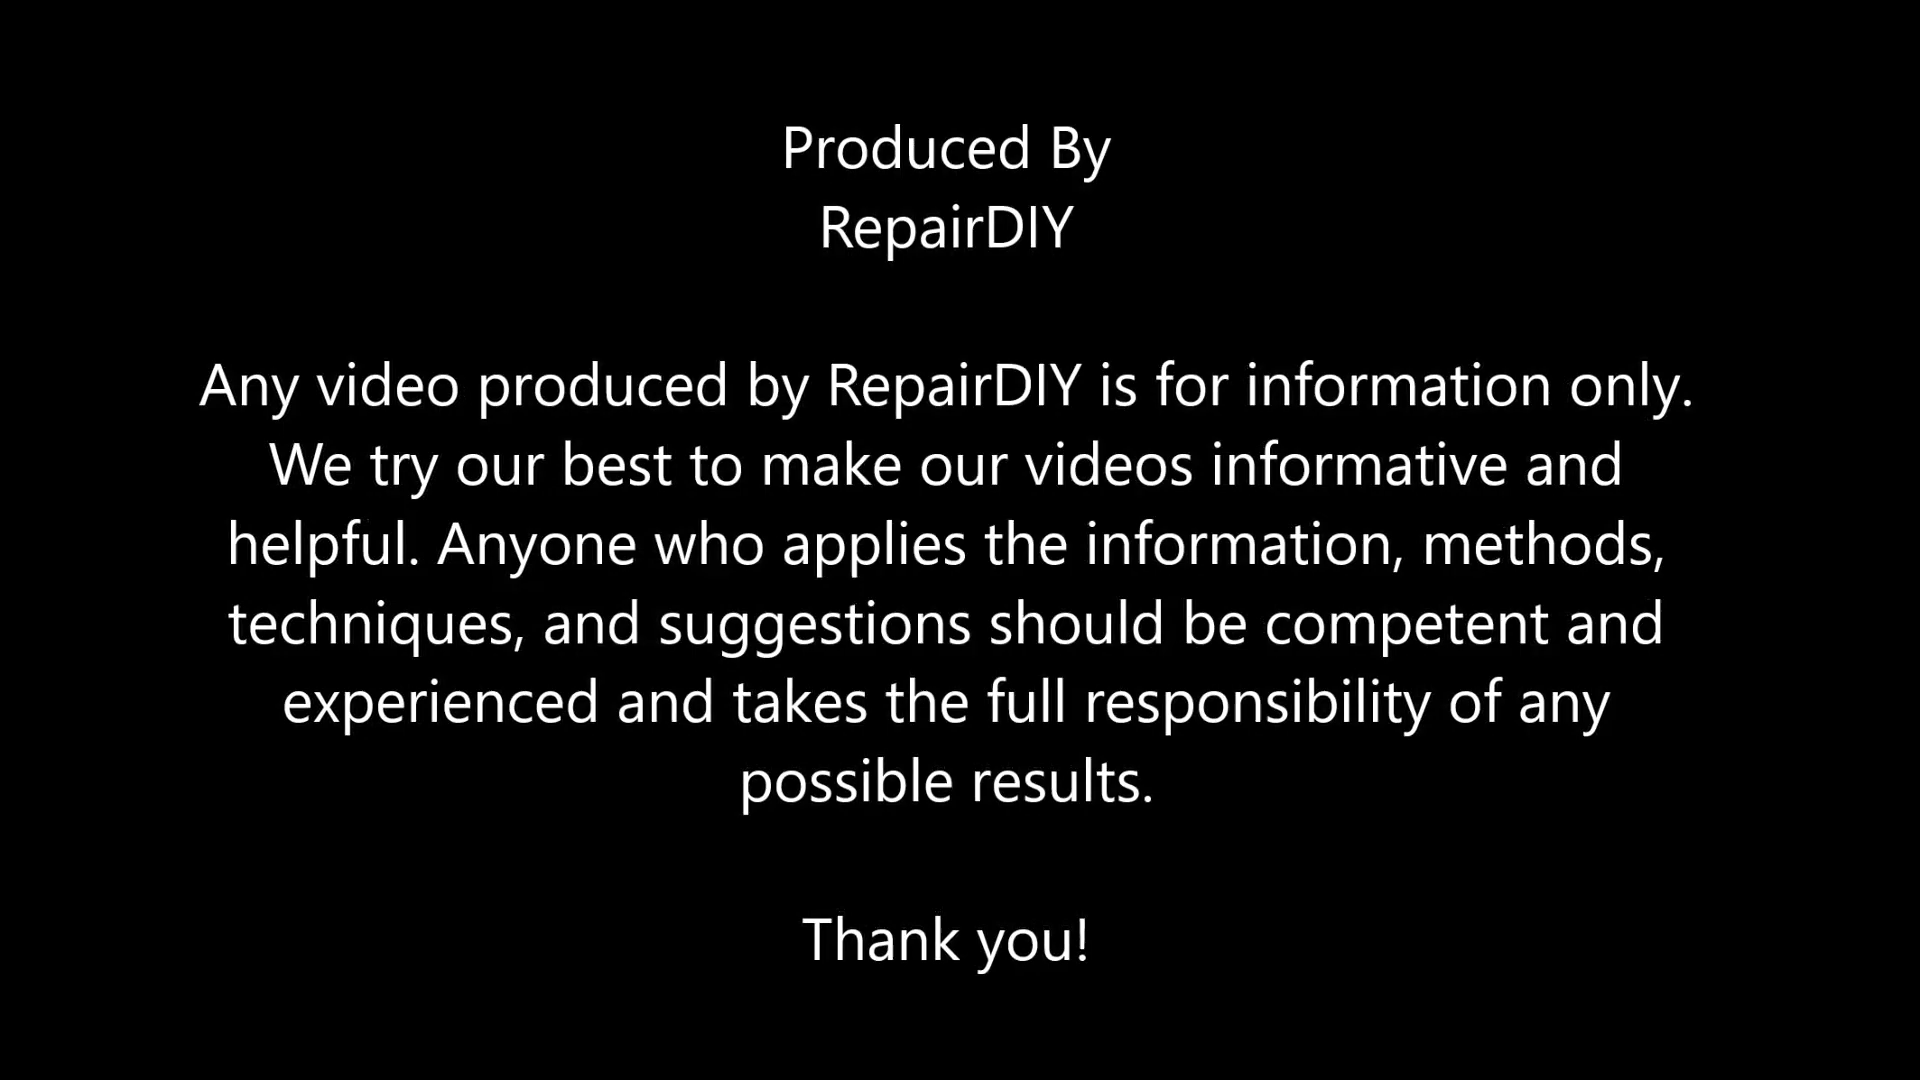 Produced By
RepairDIY
Any video produced by RepairDIY is for information only.
We try our best to make our videos informative and
helpful. Anyone who applies the information, methods,
techniques, and suggestions should be competent and
experienced and takes the full responsibility of any
possible results.
Thank you!